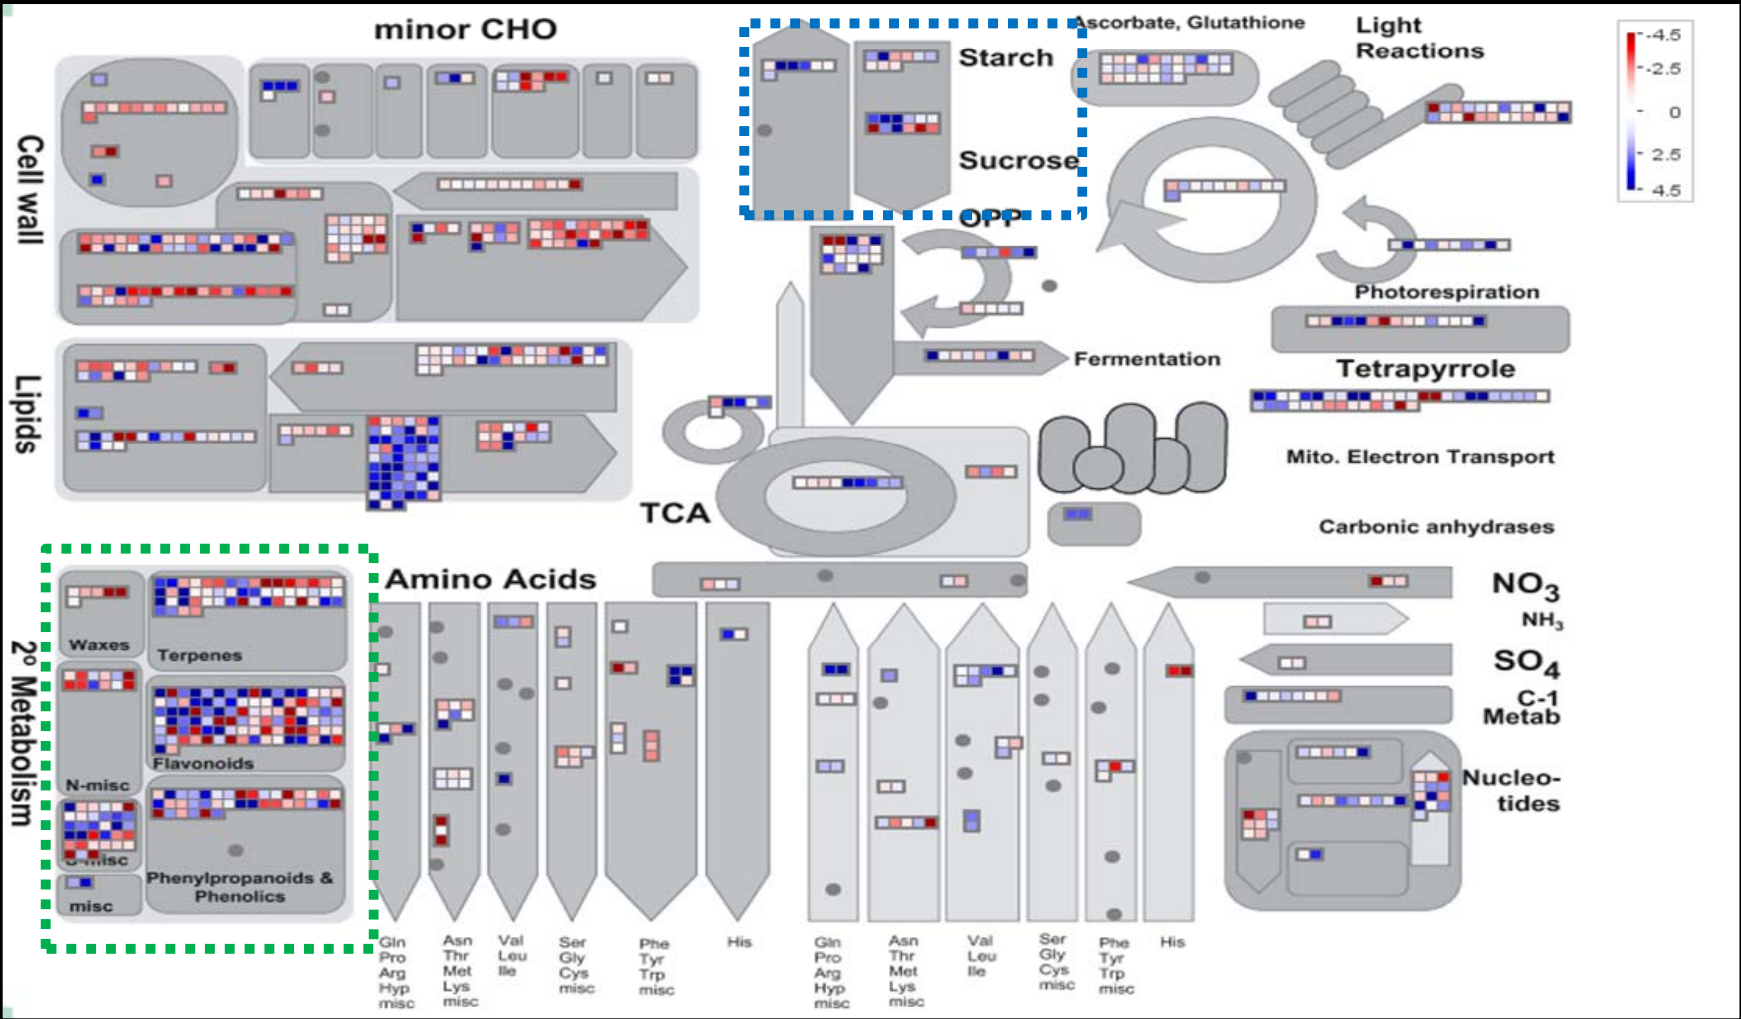 minor CHO
Cell wall
Lipids
2º Metabolism
Starch
Sucrose
OPP
Ascorbate, Glutathione
Light
Reactions
-4.5
-2.5
0
2.5
4.5
Photorespiration
Tetrapyrrole
Fermentation
Mito. Electron Transport
TCA
Carbonic anhydrases
Amino Acids
NO3
NH3
SO4
C-1
Metab
Nucleo-
tides
Waxes
Terpenes
N-misc
Flavonoids
misc
Phenylpropanoids &
Phenolics
misc
Gln
Pro
Arg
Hyp
misc
Asn
Thr
Met
Lys
misc
Val
Leu
Ile
Ser
Gly
Cys
misc
Phe
Tyr
Trp
misc
His
Gln
Pro
Arg
Hyp
misc
Asn
Thr
Met
Lys
misc
Val
Leu
Ile
Ser
Gly
Cys
misc
Phe
Tyr
Trp
misc
His